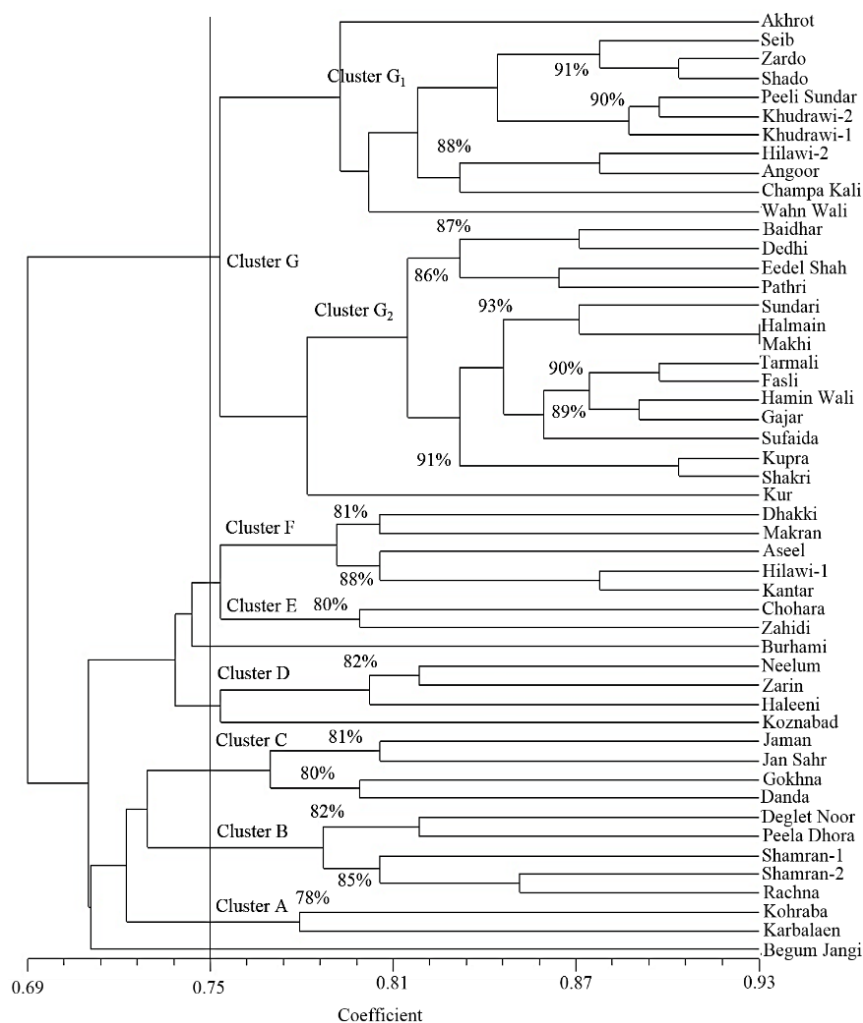 Akhrot
Seib
Zardo
Cluster G₁
91%
Shado
90%
Peeli Sundar
Khudrawi-2
Khudrawi-1
88%
Hilawi-2
Angoor
Champa Kali
Wahn Wali
87%
Baidhar
Dedhi
Cluster G
86%
Eedel Shah
Pathri
Cluster G₂
93%
Sundari
Halmain
Makhi
90%
Tarmali
Fasli
Hamin Wali
89%
Gajar
Sufaida
91%
Kupra
Shakri
Kur
81%
Dhakki
Cluster F
Makran
Aseel
88%
Hilawi-1
Kantar
Cluster E
80%
Chohara
Zahidi
Burhami
82%
Neelum
Cluster D
Zarin
Haleeni
Koznabad
Cluster C
81%
Jaman
Jan Sahr
80%
Gokhna
Danda
82%
Deglet Noor
Cluster B
Peela Dhora
Shamran-1
85%
Shamran-2
Rachna
78%
Cluster A
Kohraba
Karbalaen
Begum Jangi
0.69 0.75 0.81 0.87 0.93
Coefficient